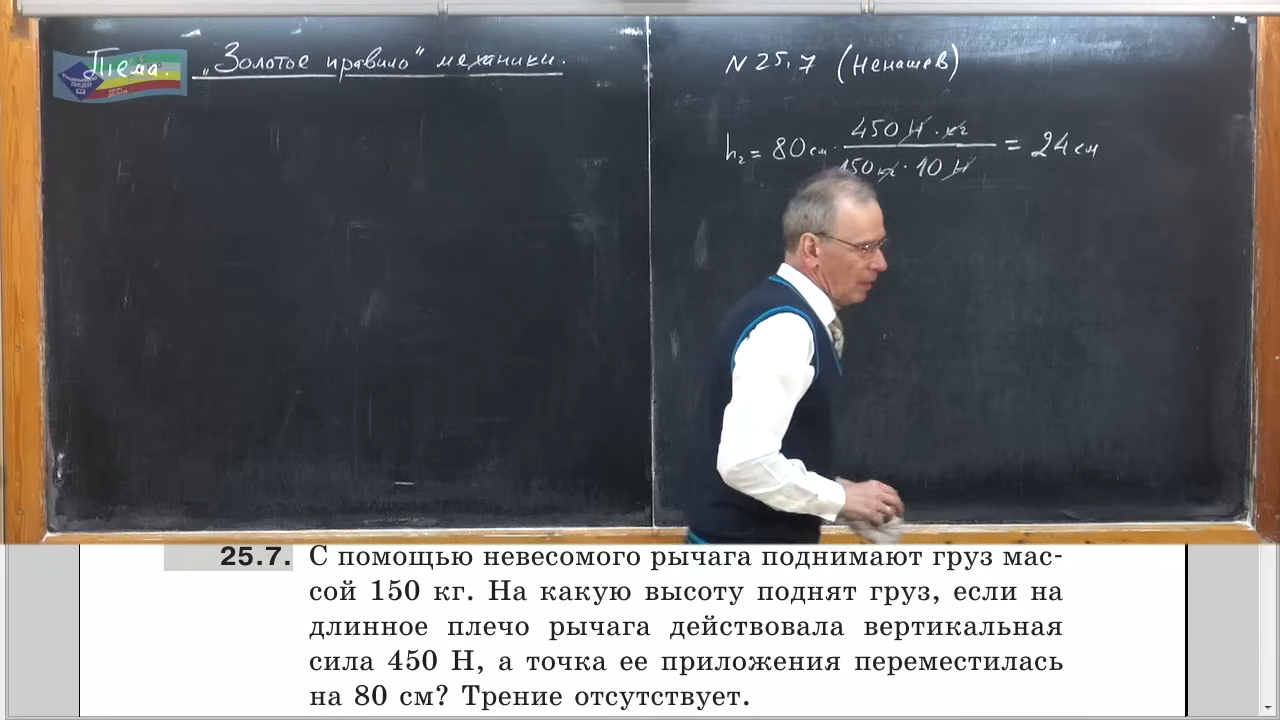 Тема. „Золотое правило“ механики.
N 25.7 (Ненашев)
h₂ = 80 см · 450 Н · кг / 150 кг · 10 Н = 24 см
25.7. С помощью невесомого рычага поднимают груз мас-
сой 150 кг. На какую высоту поднят груз, если на
длинное плечо рычага действовала вертикальная
сила 450 Н, а точка ее приложения переместилась
на 80 см? Трение отсутствует.